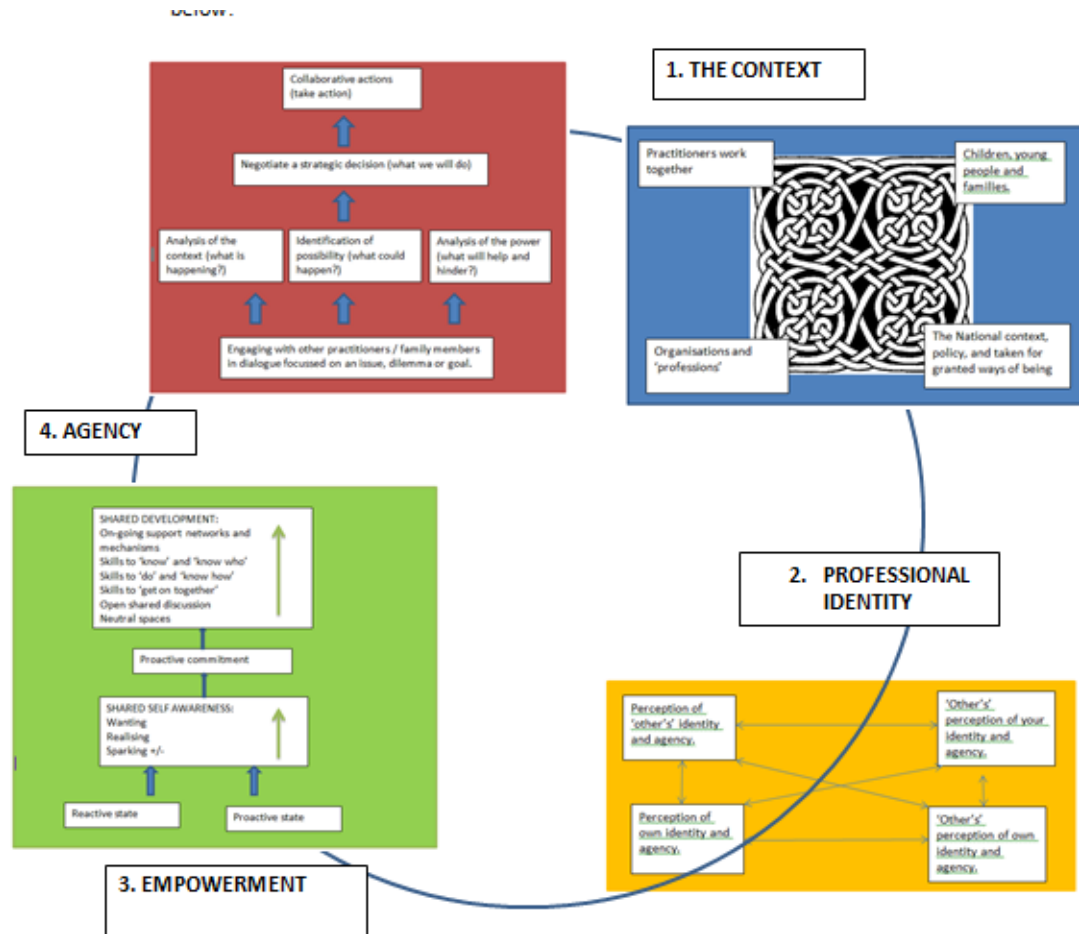 1. THE CONTEXT
Practitioners work
together
Children, young
people and
families.
Organisations and
'professions'
The National context,
policy, and taken for
granted ways of being
2. PROFESSIONAL
IDENTITY
Perception of
'other's' identity
and agency.
'Other's'
perception of your
identity and
agency.
Perception of
own identity and
agency.
'Other's'
perception of own
identity and
agency.
3. EMPOWERMENT
SHARED DEVELOPMENT:
On-going support networks and
mechanisms
Skills to 'know' and 'know who'
Skills to 'do' and 'know how'
Skills to 'get on together'
Open shared discussion
Neutral spaces
Proactive commitment
SHARED SELF AWARENESS:
Wanting
Realising
Sparking +/-
Reactive state
Proactive state
4. AGENCY
Collaborative actions
(take action)
Negotiate a strategic decision (what we will do)
Analysis of the
context (what is
happening?)
Identification of
possibility (what could
happen?)
Analysis of the power
(what will help and
hinder?)
Engaging with other practitioners / family members
in dialogue focussed on an issue, dilemma or goal.